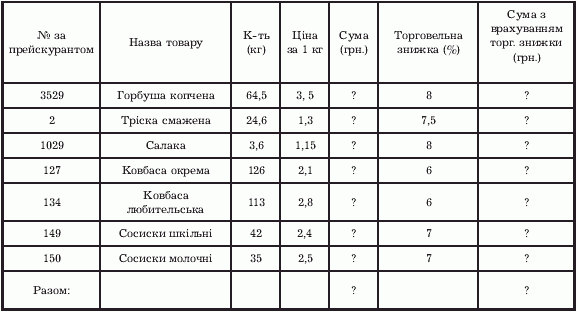 № за прейскурантом Назва товару К-ть (кг) Ціна за 1 кг Сума (грн.) Торговельна знижка (%) Сума з врахуванням торг. знижки (грн.)
3529 Горбуша копчена 64,5 3, 5 ? 8 ?
2 Тріска смажена 24,6 1,3 ? 7,5 ?
1029 Салака 3,6 1,15 ? 8 ?
127 Ковбаса окрема 126 2,1 ? 6 ?
134 Ковбаса любительська 113 2,8 ? 6 ?
149 Сосиски шкільні 42 2,4 ? 7 ?
150 Сосиски молочні 35 2,5 ? 7 ?
Разом: ? ?